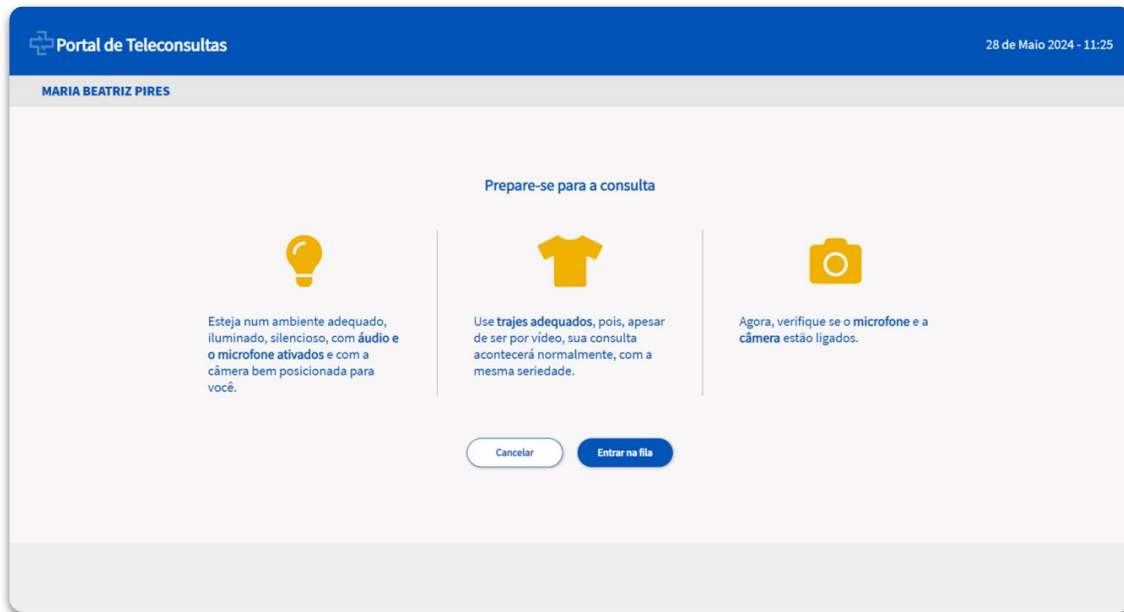 Portal de Teleconsultas
28 de Maio 2024 - 11:25
MARIA BEATRIZ PIRES
Prepare-se para a consulta
Esteja num ambiente adequado,
iluminado, silencioso, com áudio e
o microfone ativados e com a
câmera bem posicionada para
você.
Use trajes adequados, pois, apesar
de ser por vídeo, sua consulta
acontecerá normalmente, com a
mesma seriedade.
Agora, verifique se o microfone e a
câmera estão ligados.
Cancelar
Entrar na fila